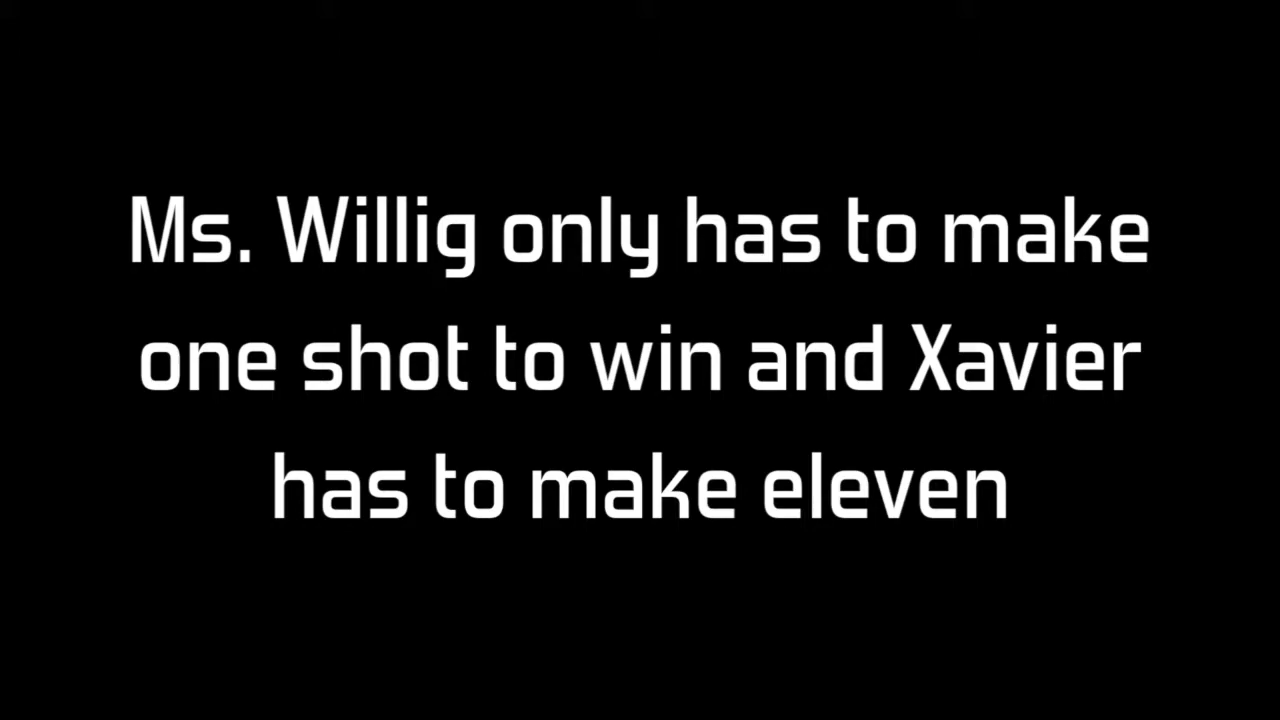 Ms. Willig only has to make
one shot to win and Xavier
has to make eleven